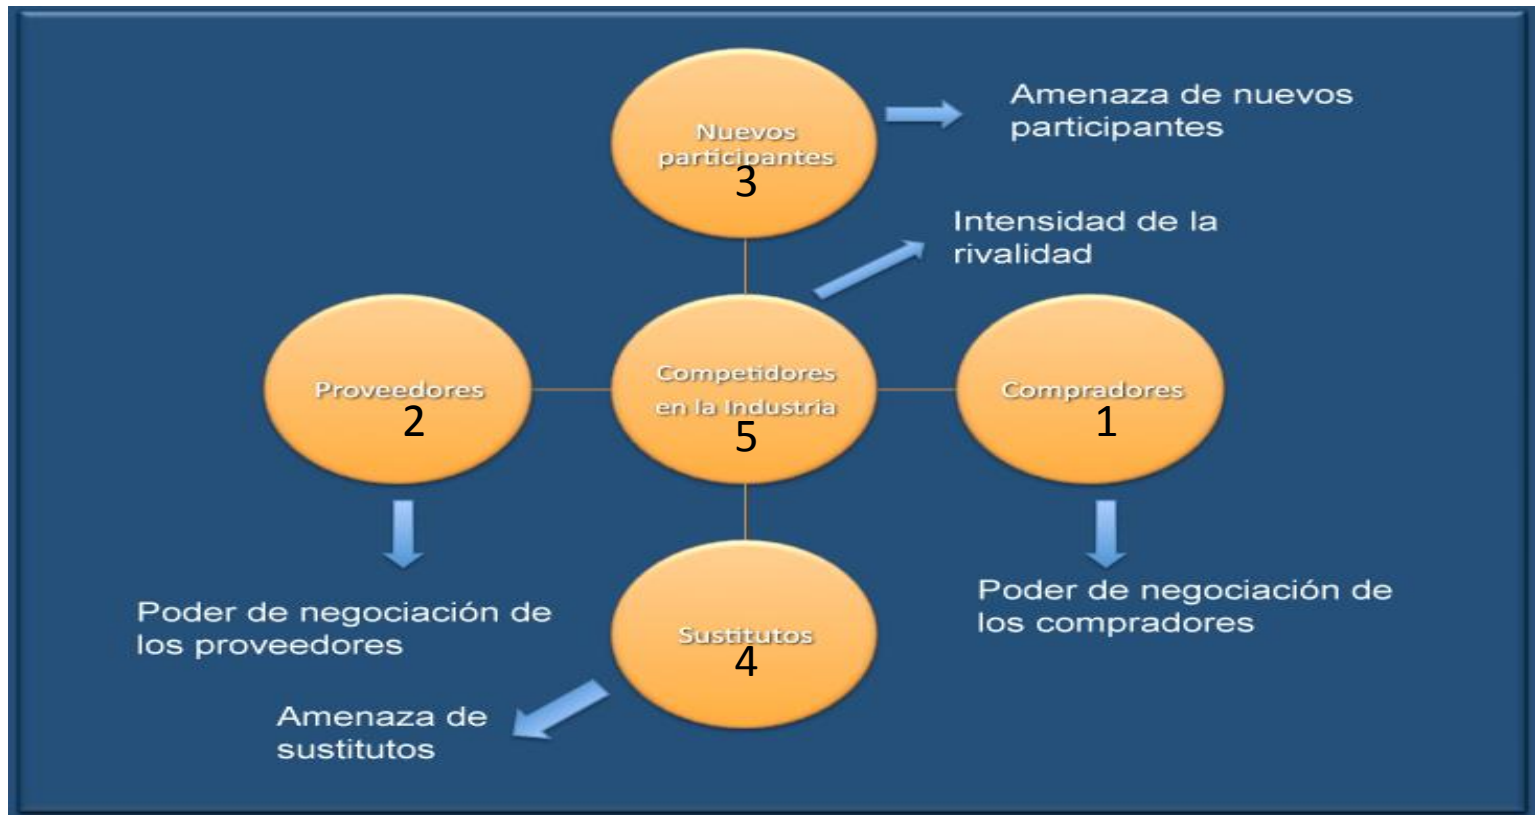 Nuevos
participantes
3
Amenaza de nuevos
participantes
Intensidad de la
rivalidad
Proveedores
2
Competidores
en la Industria
5
Compradores
1
Poder de negociación de
los proveedores
Poder de negociación de
los compradores
Sustitutos
4
Amenaza de
sustitutos